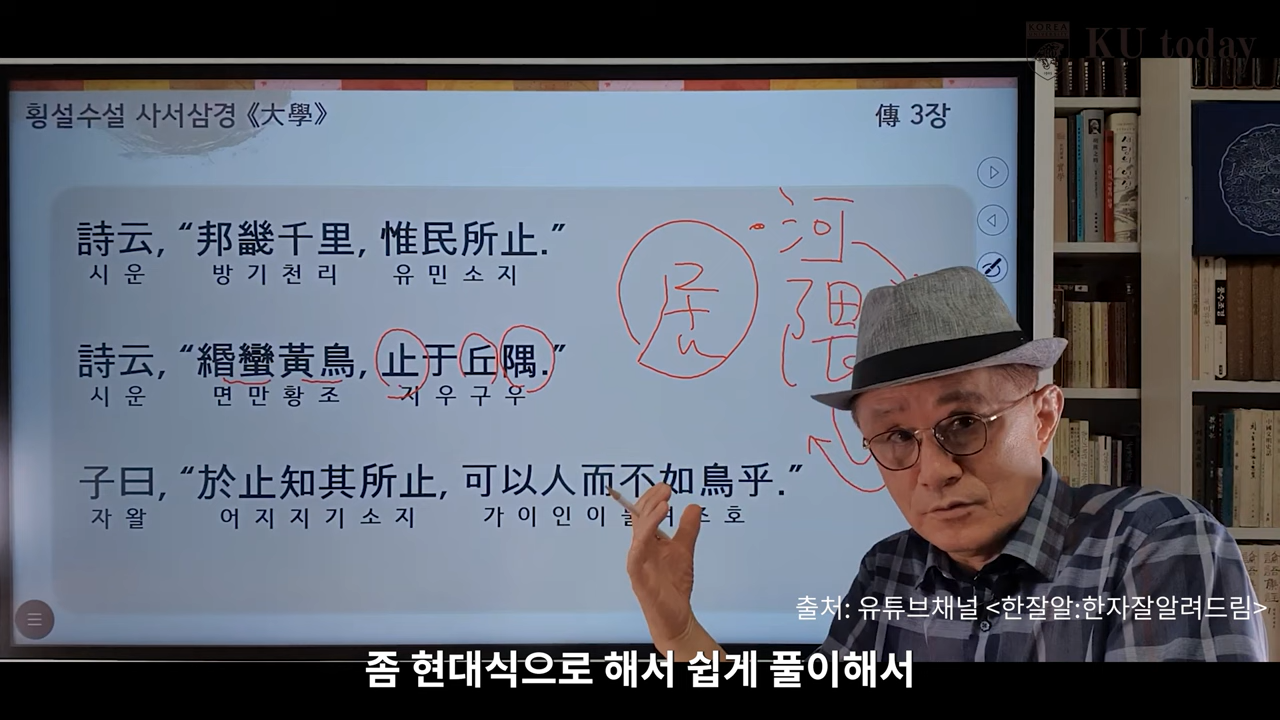 KOREA
KU today
횡설수설 사서삼경《大學》
傳 3장
詩云, “邦畿千里, 惟民所止.”
시 운 방 기 천 리 유 민 소 지
居
河
隅
詩云, “緡蠻黃鳥, 止于丘隅.”
시 운 면 만 황 조 지 우 구 우
子曰, “於止知其所止, 可以人而不如鳥乎.”
자 왈 어 지 지 기 소 지 가 이 인 이 조 호
출처: 유튜브채널 <한잘알:한자잘알려드림>
좀 현대식으로 해서 쉽게 풀이해서